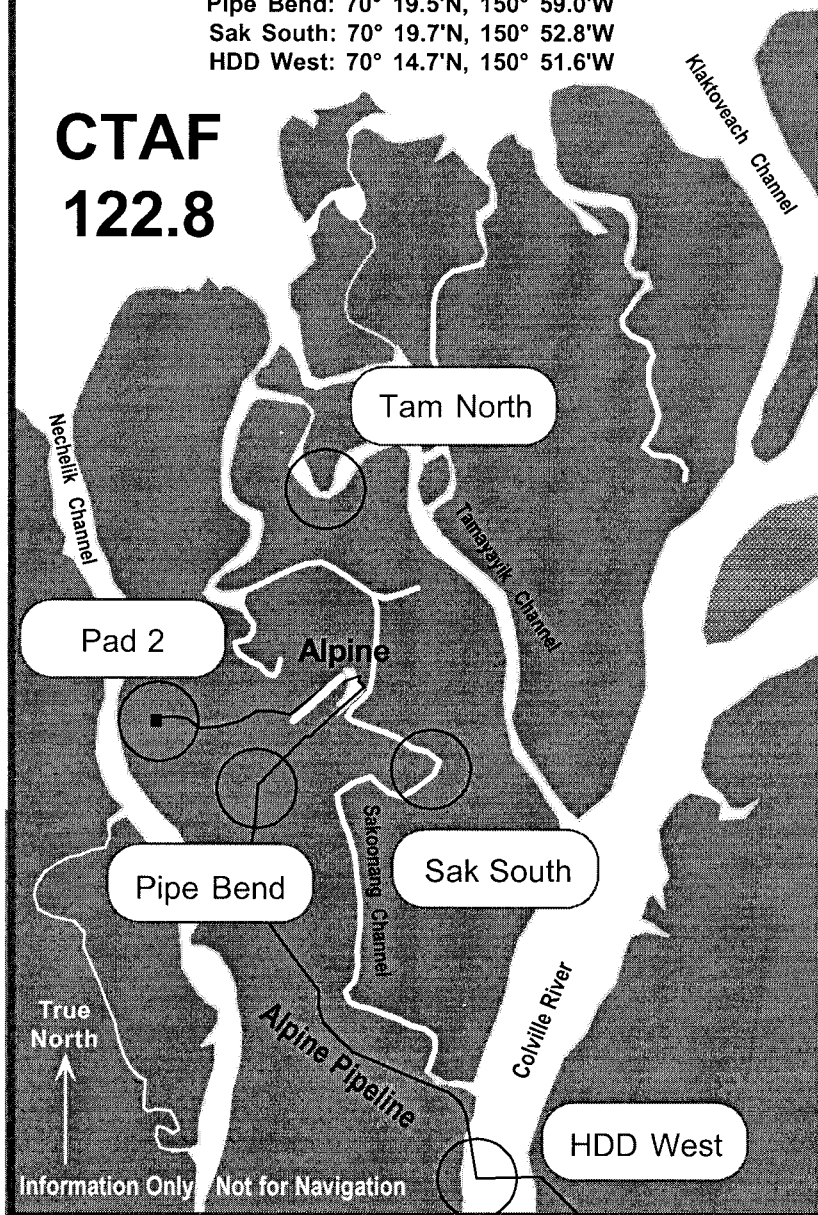 Pipe Bend: 70° 19.5'N, 150° 59.0'W
Sak South: 70° 19.7'N, 150° 52.8'W
HDD West: 70° 14.7'N, 150° 51.6'W
CTAF
122.8
Klaktoveach Channel
Tam North
Nechelik Channel
Tamayayik Channel
Pad 2
Alpine
Pipe Bend
Sakoonang Channel
Sak South
True
North
Alpine Pipeline
Colville River
HDD West
Information Only Not for Navigation